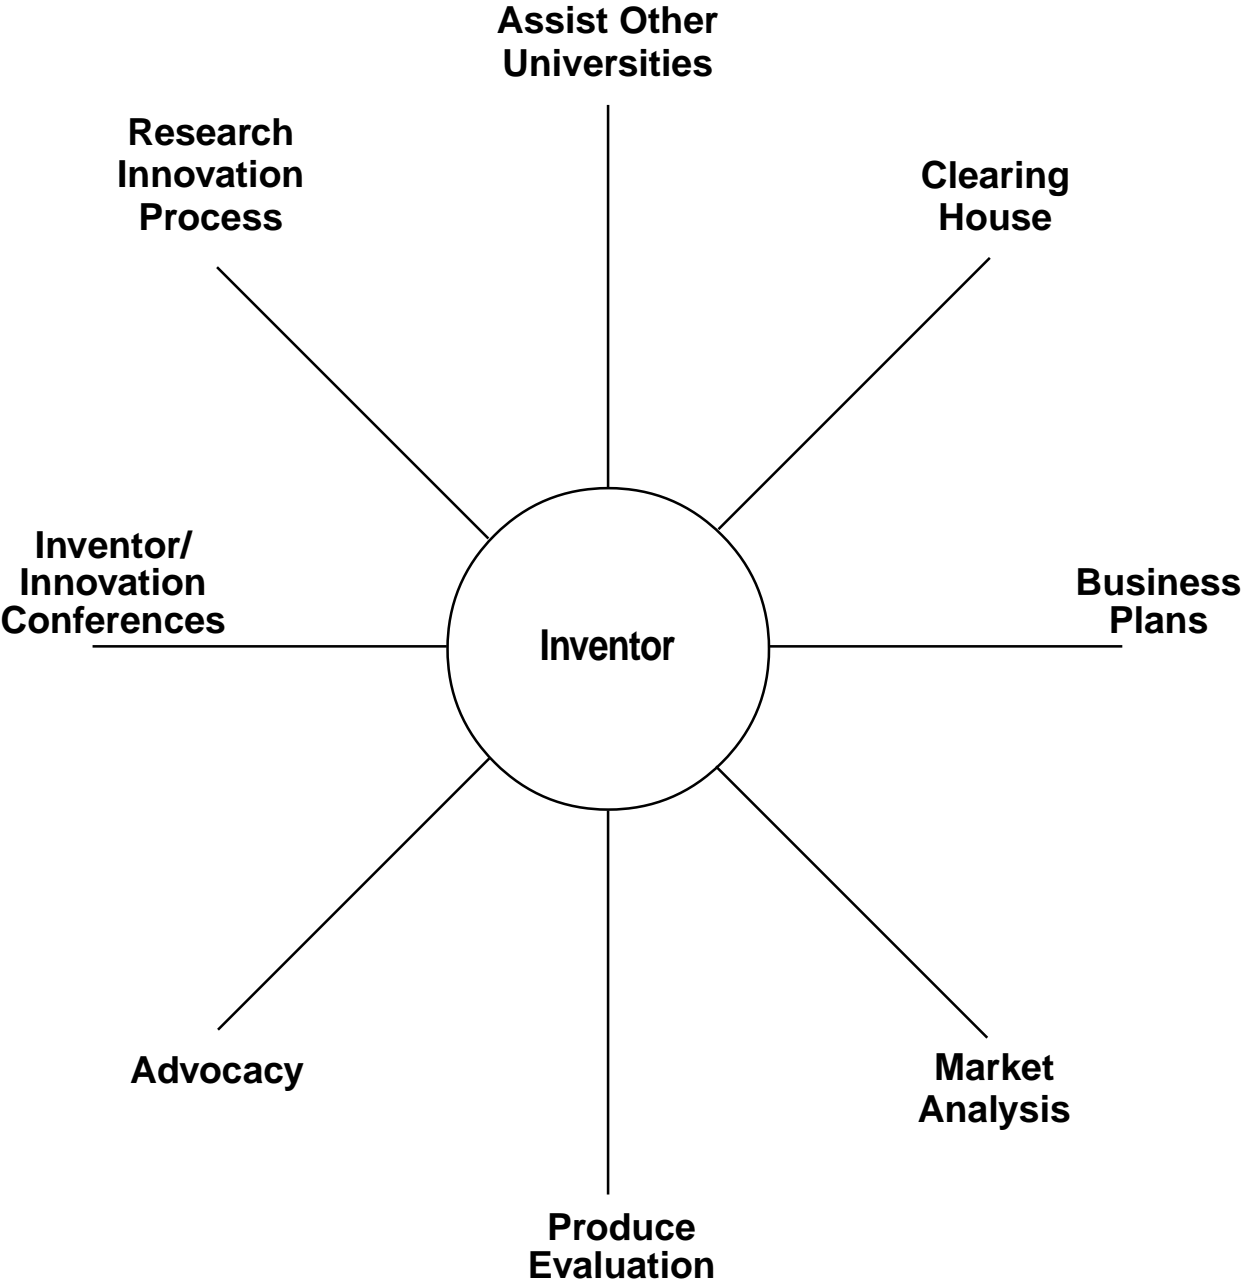 Assist Other
Universities
Research
Innovation
Process
Clearing
House
Inventor/
Innovation
Conferences
Business
Plans
Inventor
Advocacy
Market
Analysis
Produce
Evaluation